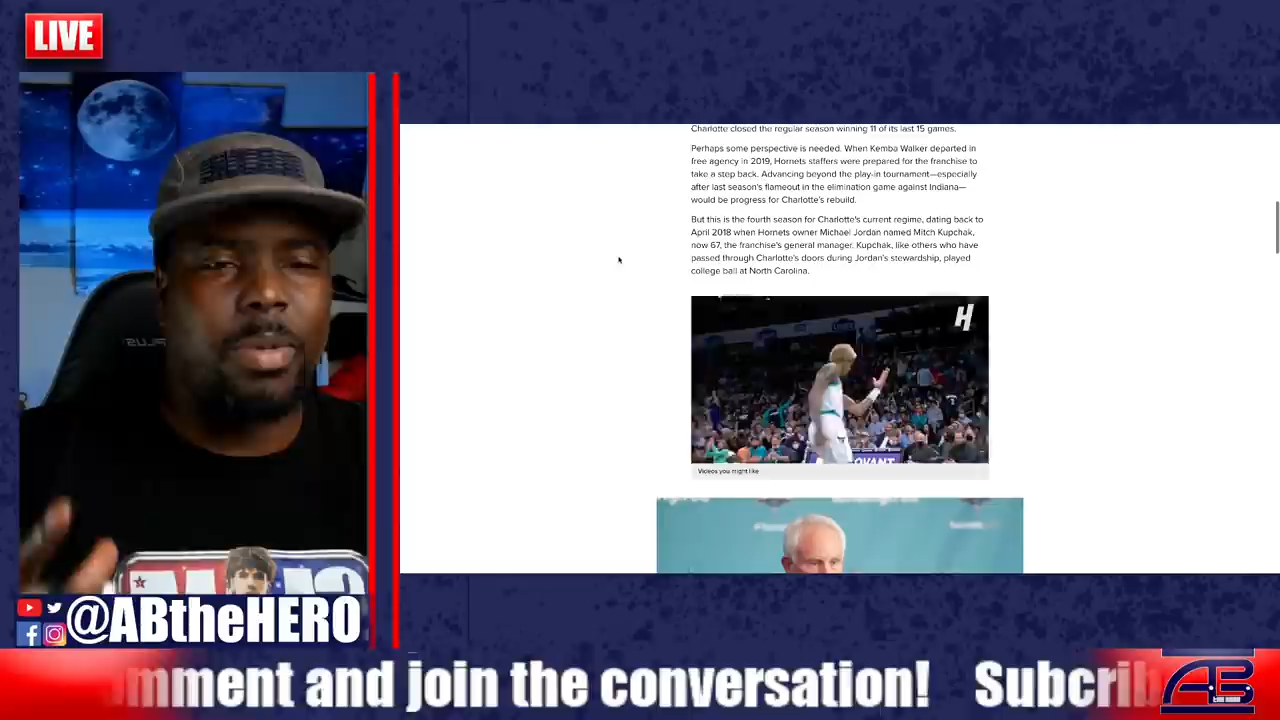 LIVE
Charlotte closed the regular season winning 11 of its last 15 games.
Perhaps some perspective is needed. When Kemba Walker departed in
free agency in 2019, Hornets staffers were prepared for the franchise to
take a step back. Advancing beyond the play-in tournament—especially
after last season's flameout in the elimination game against Indiana—
would be progress for Charlotte's rebuild.
But this is the fourth season for Charlotte's current regime, dating back to
April 2018 when Hornets owner Michael Jordan named Mitch Kupchak,
now 67, the franchise's general manager. Kupchak, like others who have
passed through Charlotte's doors during Jordan's stewardship, played
college ball at North Carolina.
H
Videos you might like
@ABtheHERO
mment and join the conversation! Subcrib
AB